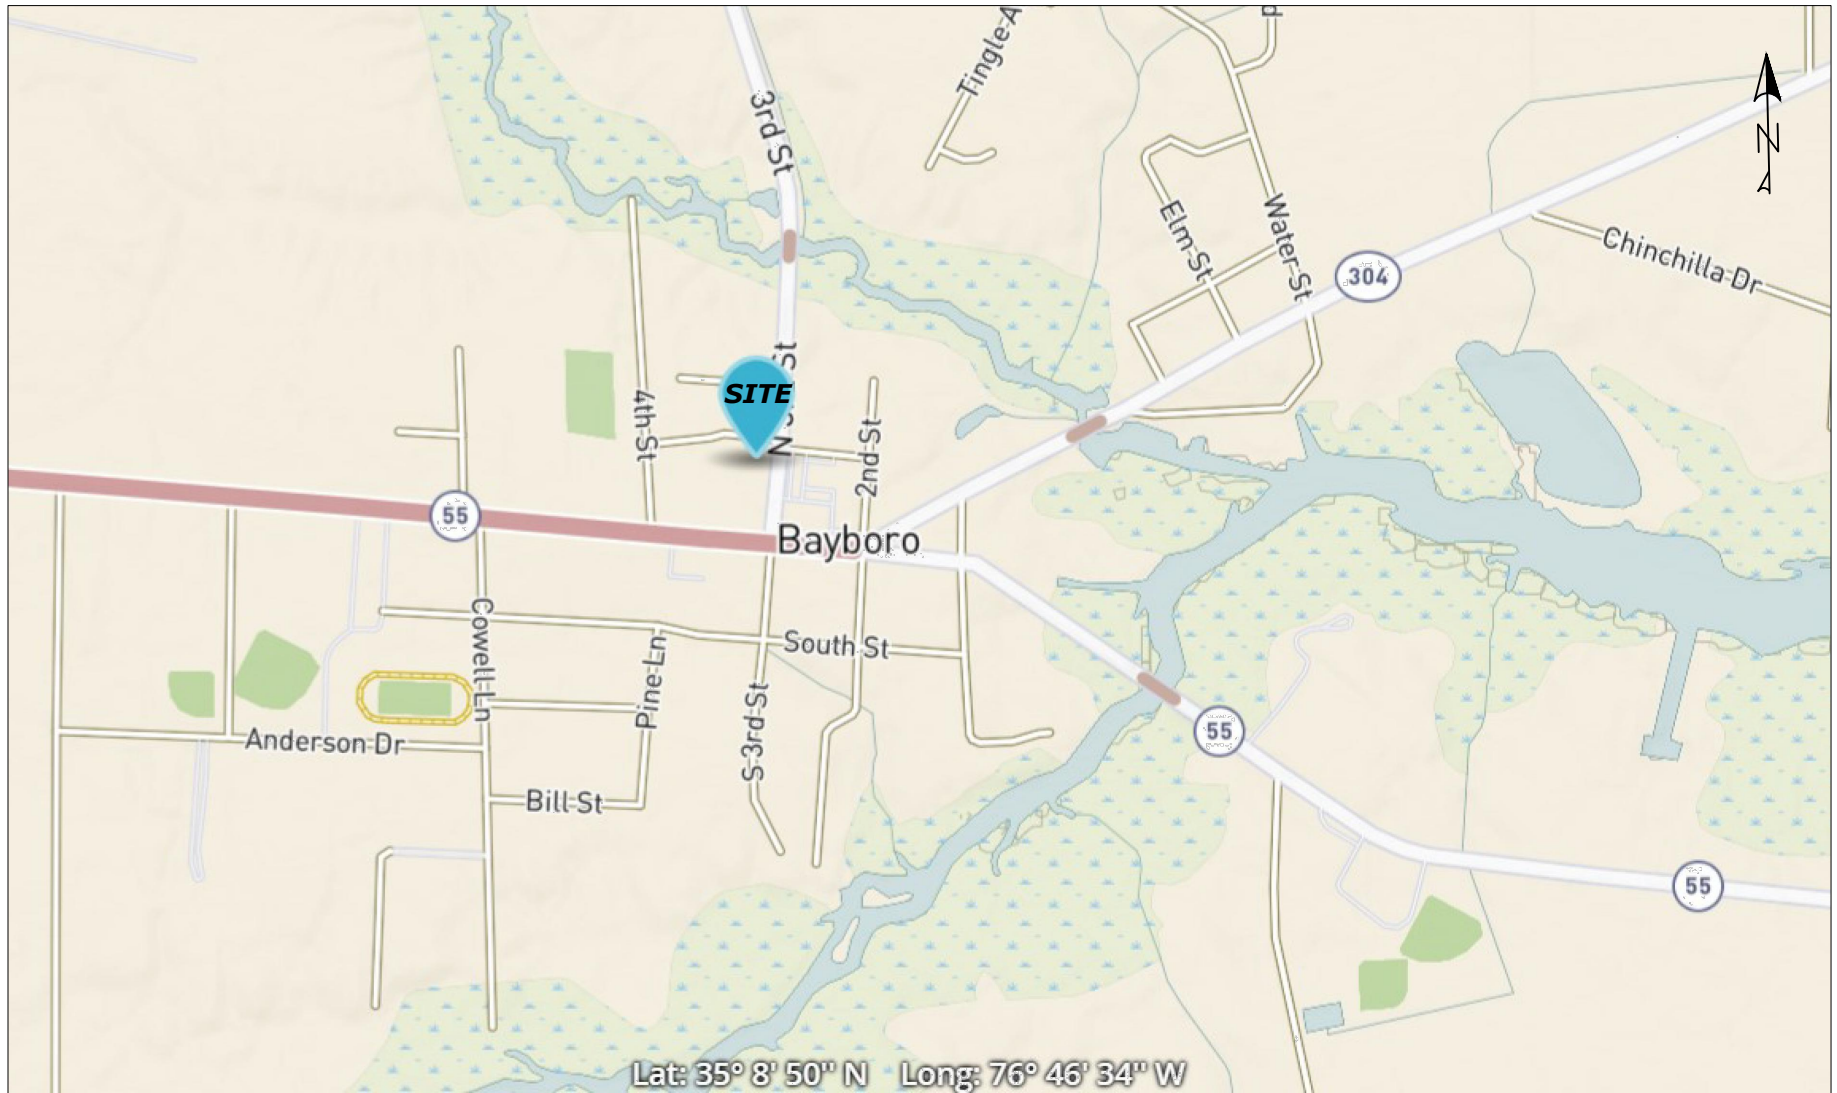 Tingle A
3rd St
N
Elm St
Water St
304
Chinchilla Dr
SITE
N 3rd St
4th St
2nd St
55
Bayboro
Cowell Ln
South St
Pine Ln
S 3rd St
Anderson Dr
55
Bill St
55
Lat: 35° 8' 50" N Long: 76° 46' 34" W